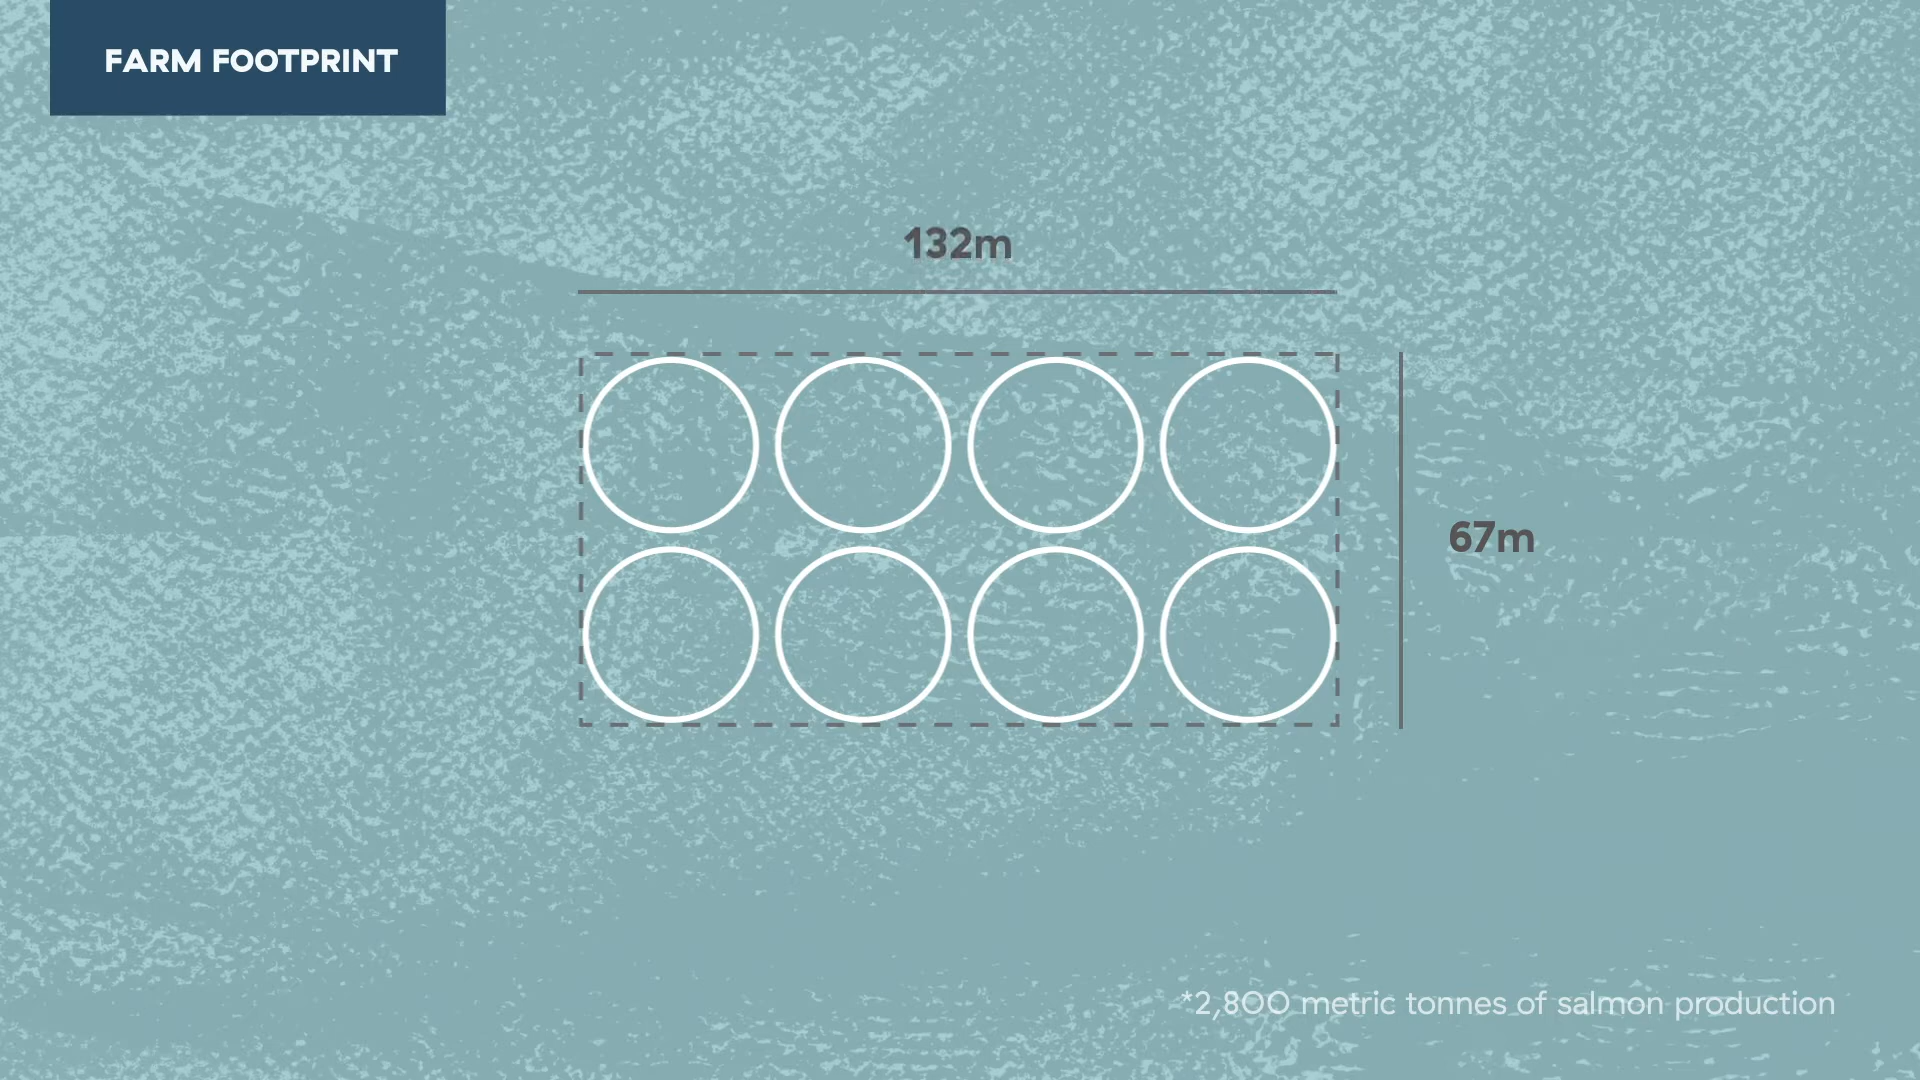 FARM FOOTPRINT
132m
67m
*2,800 metric tonnes of salmon production